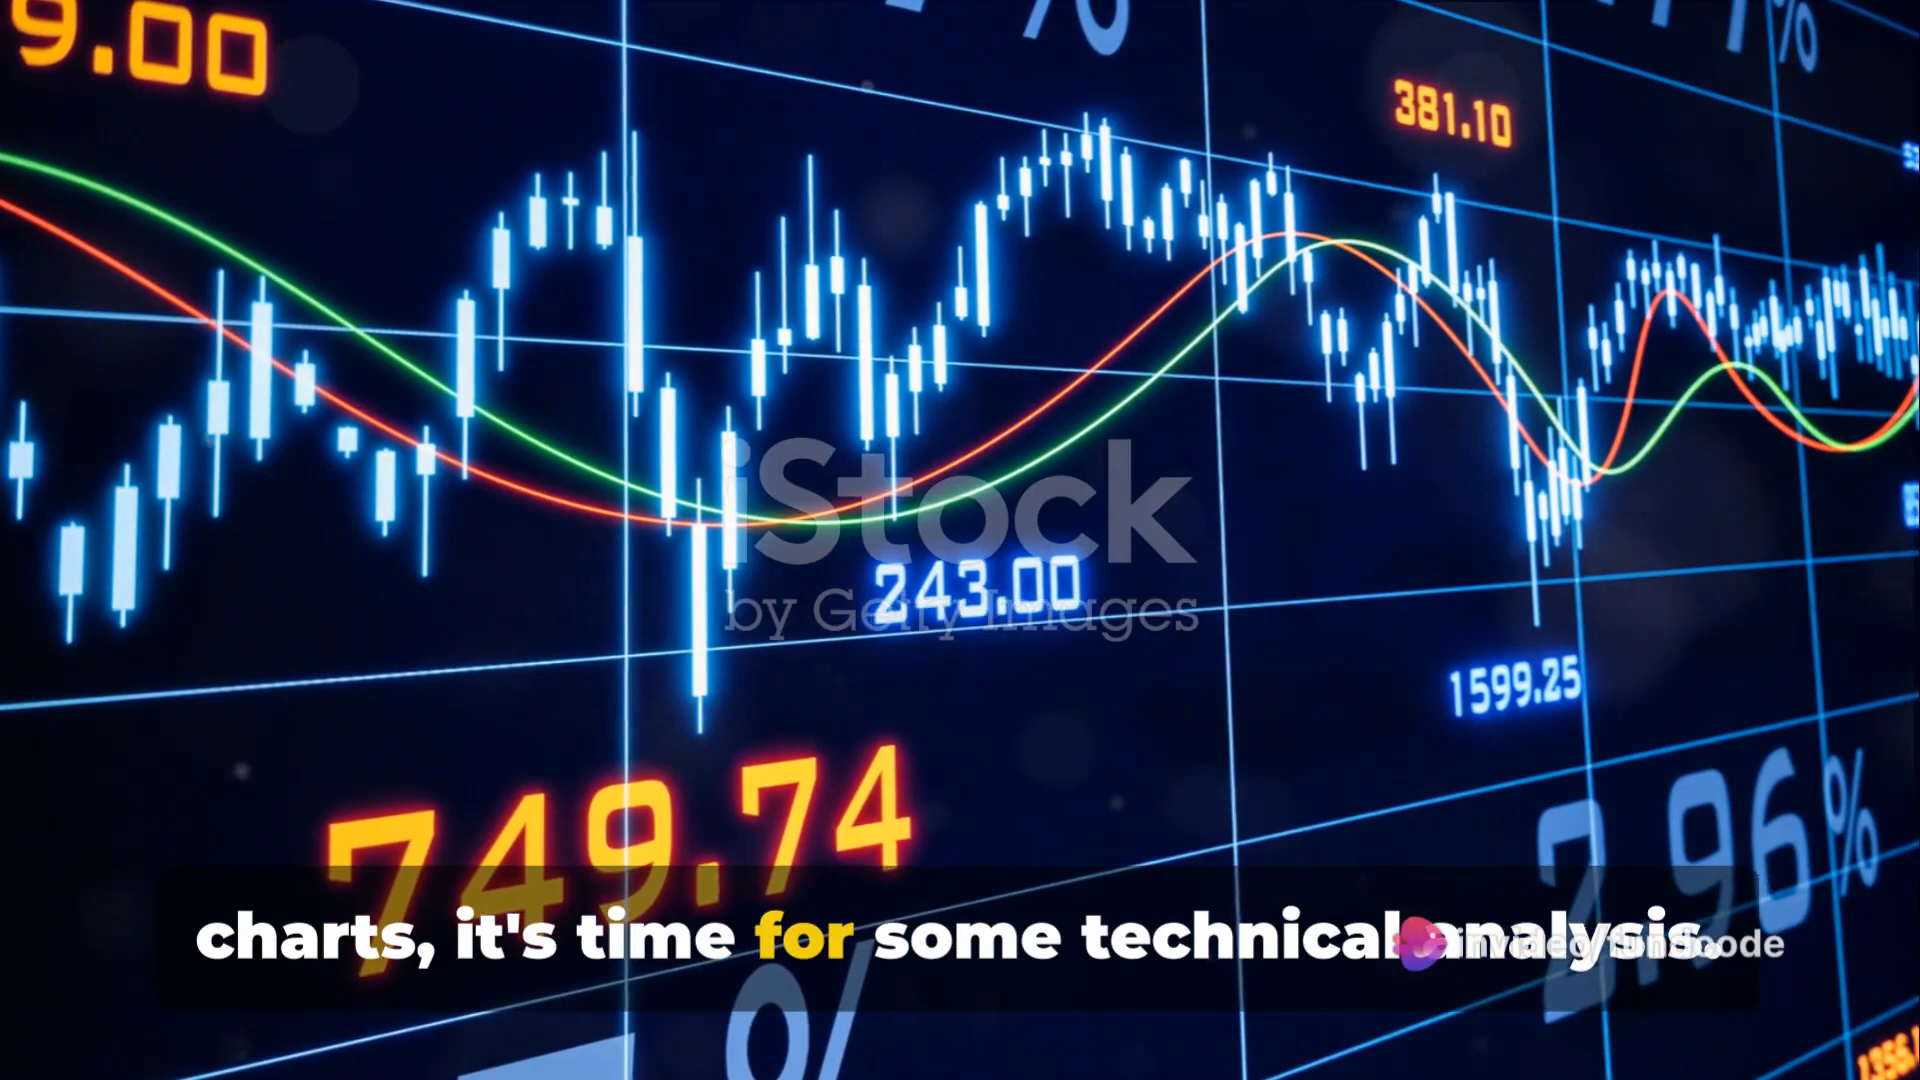 9.00
%
%
381.10
iStock
243.00
by Getty Images
1599.25
749.74
2.96%
charts, it's time for some technical analysis.
invideo/fundcode
%